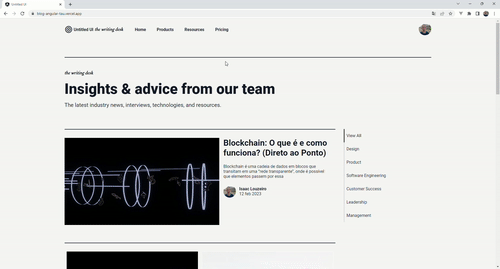 Untitled UI
blog-angular-tau.vercel.app
Untitled UI the writing desk Home Products Resources Pricing
the writing desk
Insights & advice from our team
The latest industry news, interviews, technologies, and resources.
Blockchain: O que é e como
funciona? (Direto ao Ponto)
Blockchain é uma cadeia de dados em blocos que
transitam em uma "rede transparente", onde é possível
que elementos passem por essa
Isaac Louzeiro
12 feb 2023
View All
Design
Product
Software Engineering
Customer Success
Leadership
Management